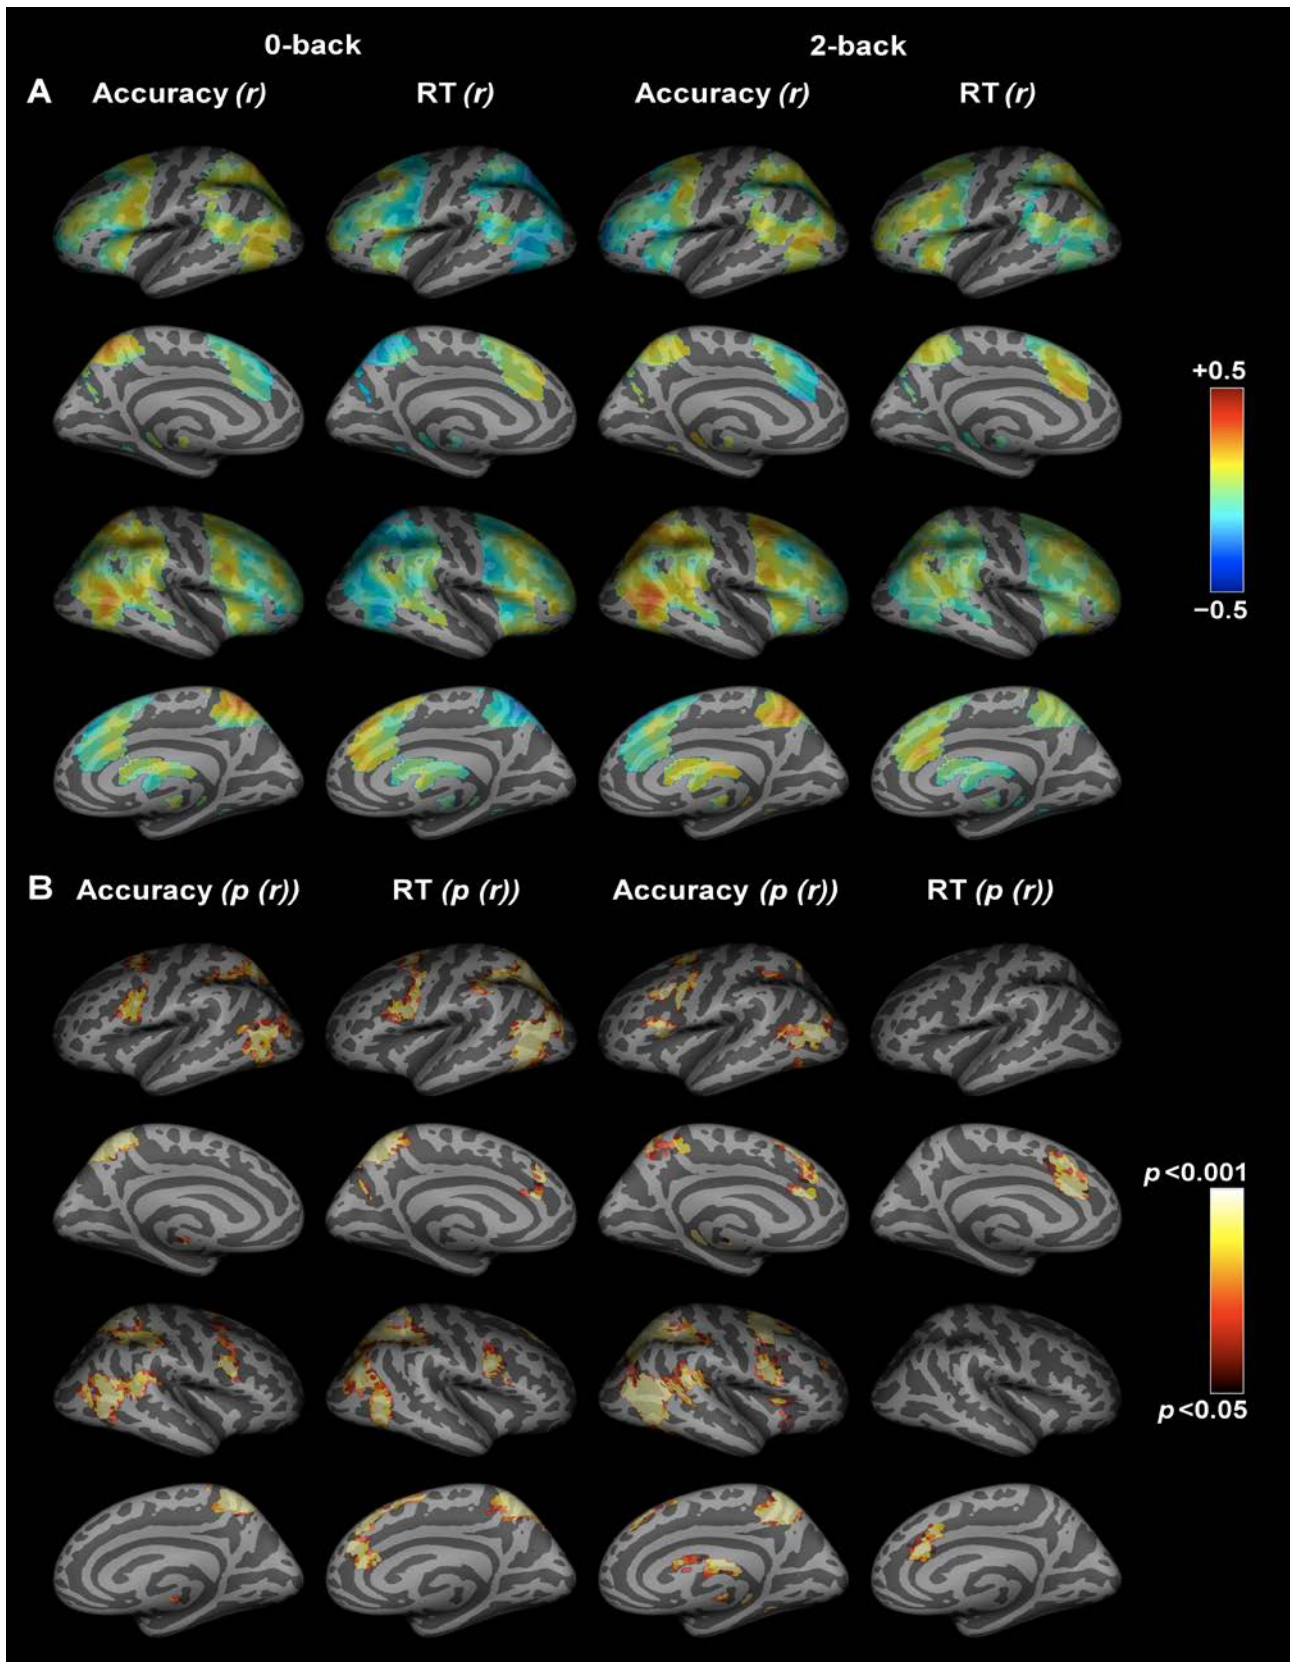 0-back 2-back
A Accuracy (r) RT (r) Accuracy (r) RT (r)
+0.5
−0.5
B Accuracy (p (r)) RT (p (r)) Accuracy (p (r)) RT (p (r))
p<0.001
p<0.05